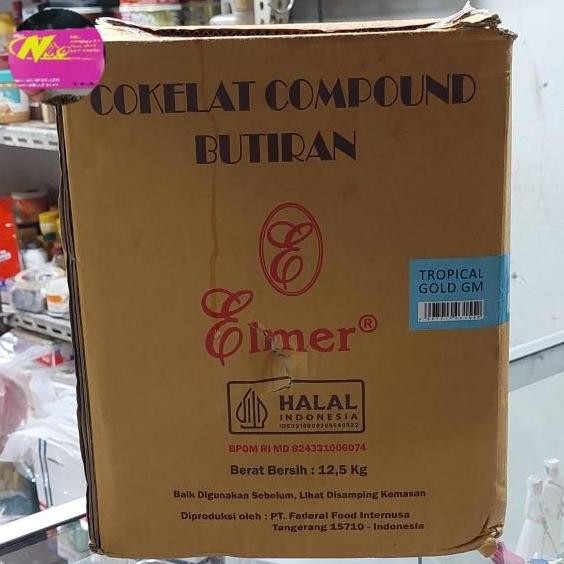 COKELAT COMPOUND
BUTIRAN
E
Elmer®
TROPICAL
GOLD GM
HALAL
INDONESIA
BPOM RI MD 824331006074
Berat Bersih : 12,5 Kg
Baik Digunakan Sebelum, Lihat Disamping Kemasan
Diproduksi oleh : PT. Federal Food Internusa
Tangerang 15710 - Indonesia